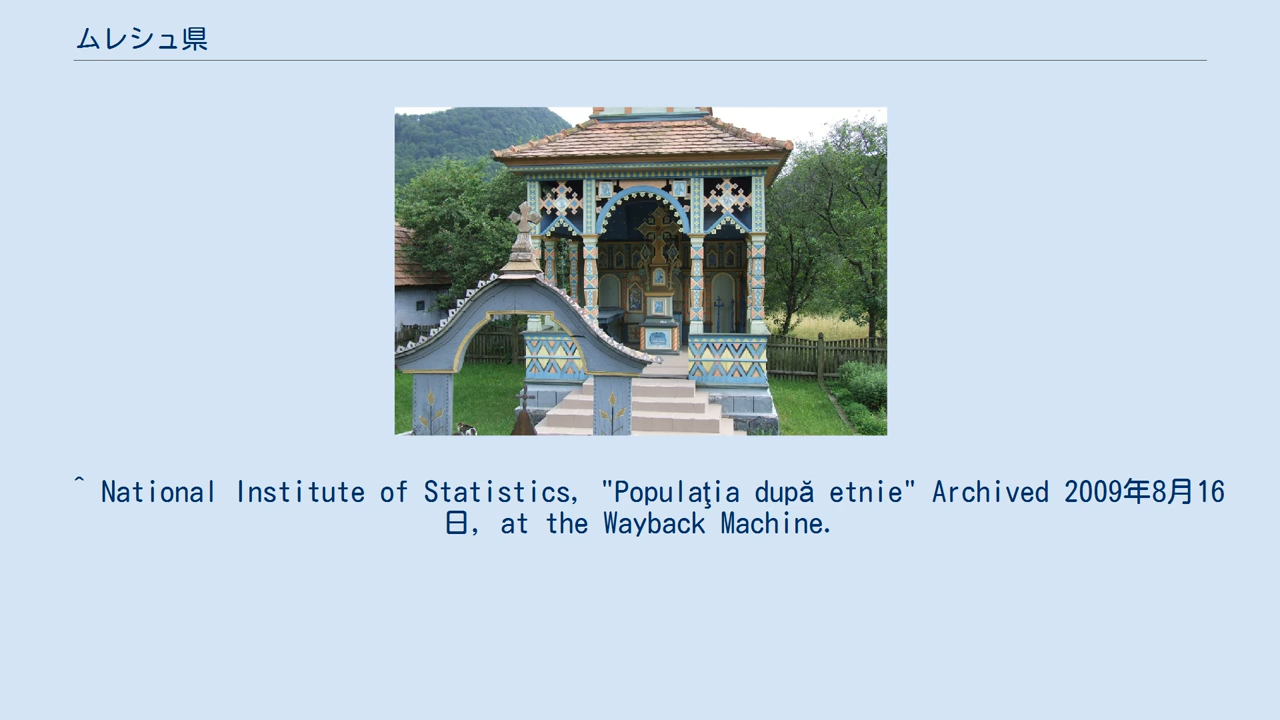 ムレシュ県
^ National Institute of Statistics, "Populaţia după etnie" Archived 2009年8月16
日, at the Wayback Machine.